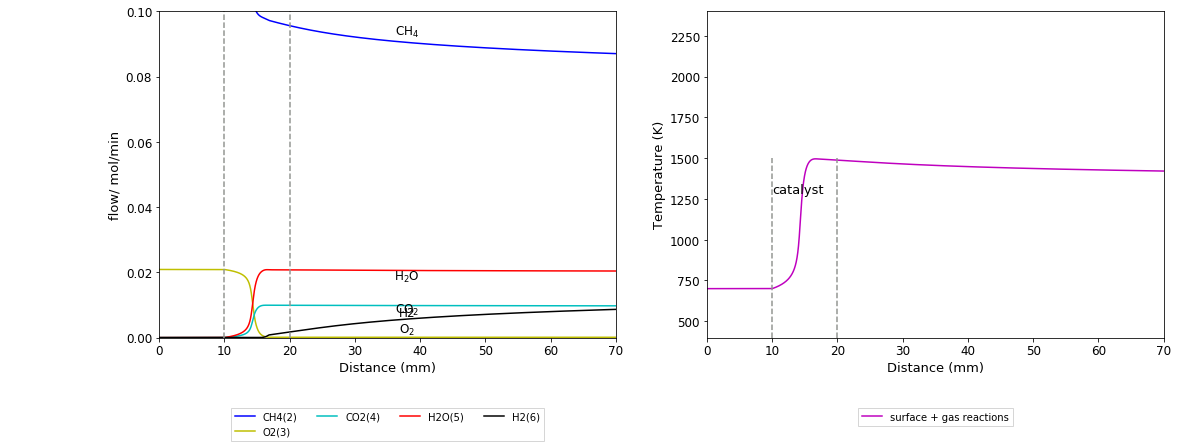 0.10
0.08
0.06
0.04
0.02
0.00
flow/ mol/min
CH₄
H₂O
CO₂
H₂
O₂
0 10 20 30 40 50 60 70
Distance (mm)
CH4(2) CO2(4) H2O(5) H2(6)
O2(3)
2250
2000
1750
1500
1250
1000
750
500
Temperature (K)
catalyst
0 10 20 30 40 50 60 70
Distance (mm)
surface + gas reactions